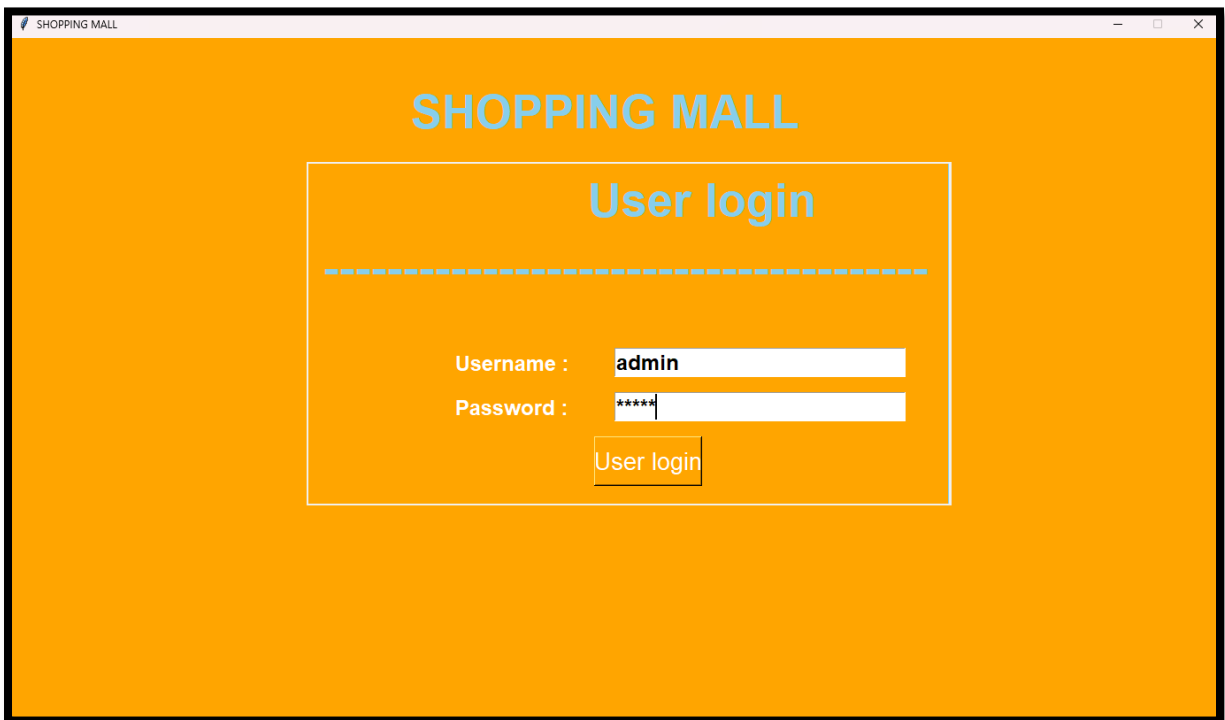 SHOPPING MALL
SHOPPING MALL
User login
--------------------------------------
Username : admin
Password : *****
User login